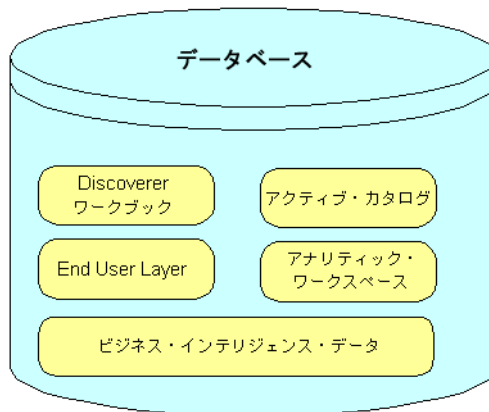 データベース
Discoverer
ワークブック
アクティブ・カタログ
End User Layer
アナリティック・
ワークスペース
ビジネス・インテリジェンス・データ